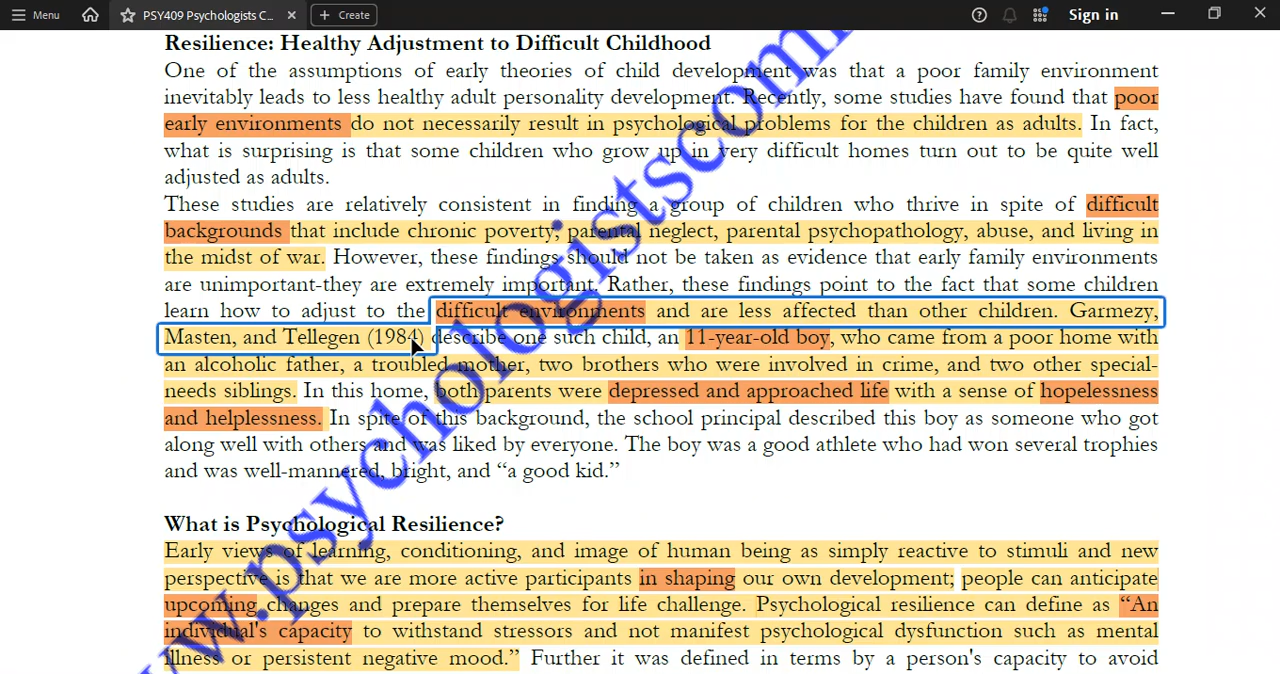 Menu
PSY409 Psychologists C...
Create
Sign in
Resilience: Healthy Adjustment to Difficult Childhood
One of the assumptions of early theories of child development was that a poor family environment
inevitably leads to less healthy adult personality development. Recently, some studies have found that poor
early environments do not necessarily result in psychological problems for the children as adults. In fact,
what is surprising is that some children who grow up in very difficult homes turn out to be quite well
adjusted as adults.
These studies are relatively consistent in finding a group of children who thrive in spite of difficult
backgrounds that include chronic poverty, parental neglect, parental psychopathology, abuse, and living in
the midst of war. However, these findings should not be taken as evidence that early family environments
are unimportant-they are extremely important. Rather, these findings point to the fact that some children
learn how to adjust to the difficult environments and are less affected than other children. Garmezy,
Masten, and Tellegen (1984) describe one such child, an 11-year-old boy, who came from a poor home with
an alcoholic father, a troubled mother, two brothers who were involved in crime, and two other special-
needs siblings. In this home, both parents were depressed and approached life with a sense of hopelessness
and helplessness. In spite of this background, the school principal described this boy as someone who got
along well with others and was liked by everyone. The boy was a good athlete who had won several trophies
and was well-mannered, bright, and “a good kid.”
What is Psychological Resilience?
Early views of learning, conditioning, and image of human being as simply reactive to stimuli and new
perspective is that we are more active participants in shaping our own development; people can anticipate
upcoming changes and prepare themselves for life challenge. Psychological resilience can define as “An
individual's capacity to withstand stressors and not manifest psychological dysfunction such as mental
illness or persistent negative mood.” Further it was defined in terms by a person's capacity to avoid
www.psychologistscom